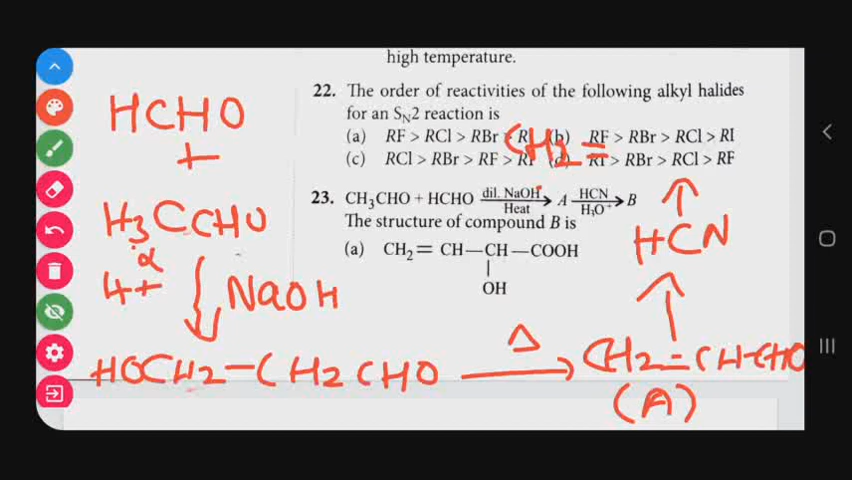 high temperature.
22. The order of reactivities of the following alkyl halides
for an SN2 reaction is
(a) RF > RCl > RBr > RI (b) RF > RBr > RCl > RI
(c) RCl > RBr > RF > RI (d) RI > RBr > RCl > RF
23. CH3CHO + HCHO dil. NaOH Heat A HCN H3O+ B
The structure of compound B is
(a) CH2= CH—CH—COOH
OH
HCHO
+
H3CCHO
α
4+
NaOH
HOCH2-CH2CHO Δ CH2=CH-CHO
(A)
HCN
CH2=